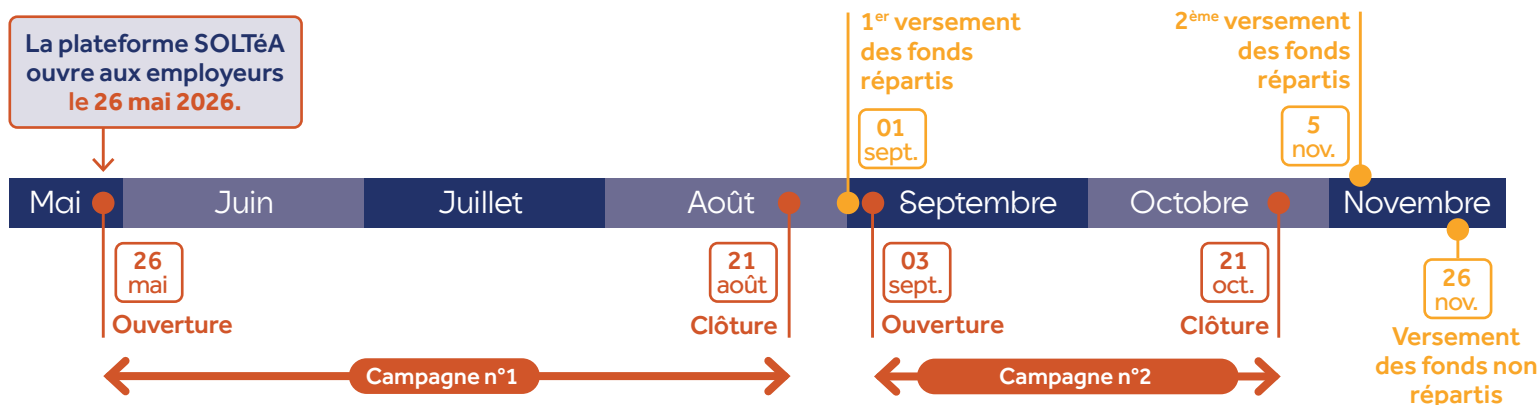 La plateforme SOLTéA
ouvre aux employeurs
le 26 mai 2026.
1er versement
des fonds
répartis
01
sept.
2ème versement
des fonds
répartis
5
nov.
Mai
Juin
Juillet
Août
Septembre
Octobre
Novembre
26
mai
Ouverture
21
août
Clôture
03
sept.
Ouverture
21
oct.
Clôture
26
nov.
Versement
des fonds non
répartis
Campagne n°1
Campagne n°2